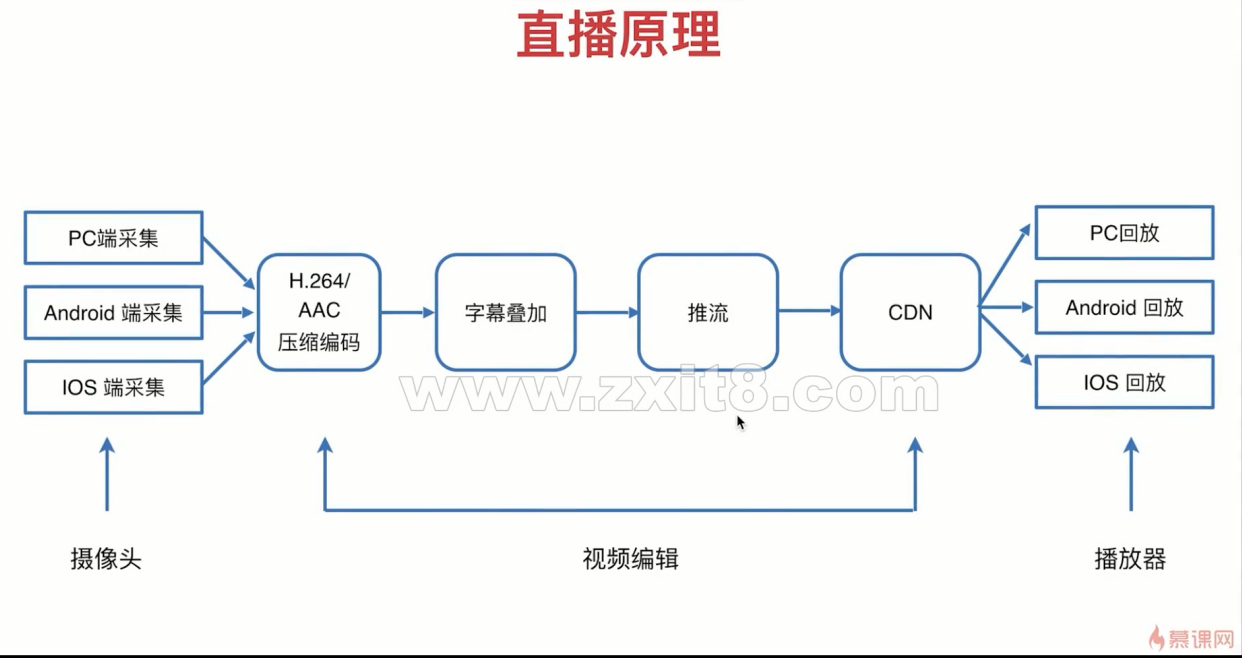 直播原理
PC端采集
Android 端采集
IOS 端采集
H.264/
AAC
压缩编码
字幕叠加
推流
CDN
PC回放
Android 回放
IOS 回放
www.zxit8.com
摄像头
视频编辑
播放器
慕课网